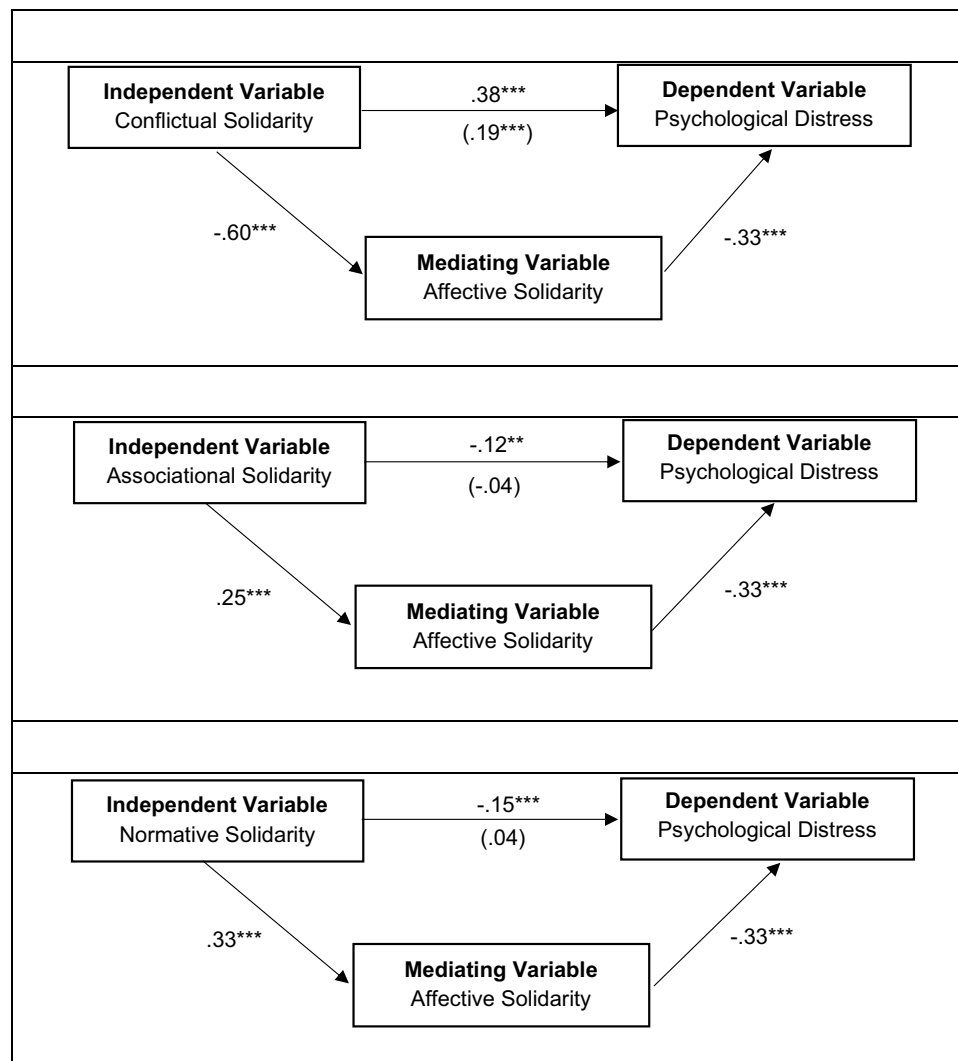 Independent Variable
Conflictual Solidarity
.38***
(.19***)
Dependent Variable
Psychological Distress
-.60***
-.33***
Mediating Variable
Affective Solidarity
Independent Variable
Associational Solidarity
-.12**
(-.04)
Dependent Variable
Psychological Distress
.25***
-.33***
Mediating Variable
Affective Solidarity
Independent Variable
Normative Solidarity
-.15***
(.04)
Dependent Variable
Psychological Distress
.33***
-.33***
Mediating Variable
Affective Solidarity